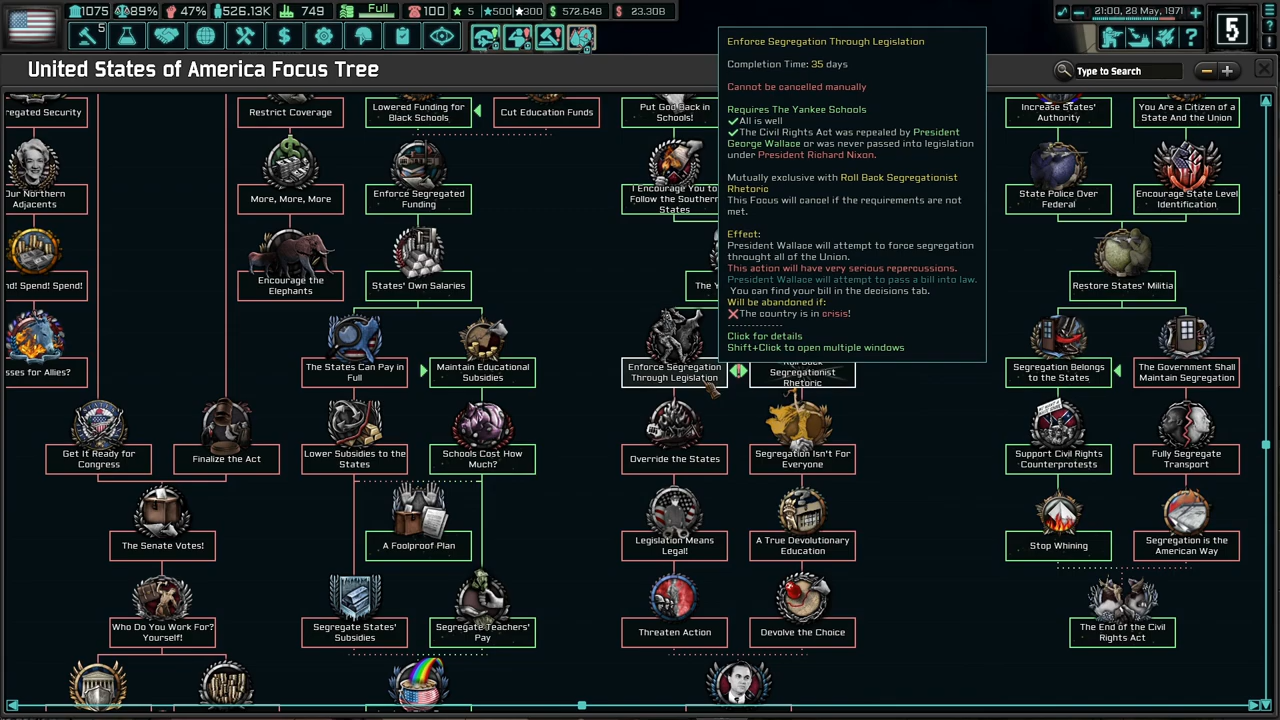 1075
89%
47%
526.13K
749
Full
100
5
500
300
$ 572.64B
$ 23.30B
21:00, 28 May, 1971
5
5
United States of America Focus Tree
Type to Search
regated Security
Restrict Coverage
Lowered Funding for
Black Schools
Cut Education Funds
Put God Back in
Schools!
Increase States'
Authority
You Are a Citizen of a
State And the Union
Enforce Segregation Through Legislation
Completion Time: 35 days
Cannot be cancelled manually
Requires The Yankee Schools
All is well
The Civil Rights Act was repealed by President
George Wallace or was never passed into legislation
under President Richard Nixon.
Mutually exclusive with Roll Back Segregationist
Rhetoric
This Focus will cancel if the requirements are not
met.
Effect:
President Wallace will attempt to force segregation
throught all of the Union.
This action will have very serious repercussions.
President Wallace will attempt to pass a bill into law.
You can find your bill in the decisions tab.
Will be abandoned if:
The country is in crisis!
--------------
Click for details
Shift+Click to open multiple windows
Our Northern
Adjacents
More, More, More
Enforce Segregated
Funding
I Encourage You to
Follow the Southern
States
State Police Over
Federal
Encourage State Level
Identification
nd! Spend! Spend!
Encourage the
Elephants
States' Own Salaries
The Y
Restore States' Militia
sses for Allies?
The States Can Pay in
Full
Maintain Educational
Subsidies
Enforce Segregation
Through Legislation
Roll Back
Segregationist
Rhetoric
Segregation Belongs
to the States
The Government Shall
Maintain Segregation
Get It Ready for
Congress
Finalize the Act
Lower Subsidies to the
States
Schools Cost How
Much?
Override the States
Segregation Isn't For
Everyone
Support Civil Rights
Counterprotests
Fully Segregate
Transport
The Senate Votes!
A Foolproof Plan
Legislation Means
Legal!
A True Devolutionary
Education
Stop Whining
Segregation is the
American Way
Who Do You Work For?
Yourself!
Segregate States'
Subsidies
Segregate Teachers'
Pay
Threaten Action
Devolve the Choice
The End of the Civil
Rights Act